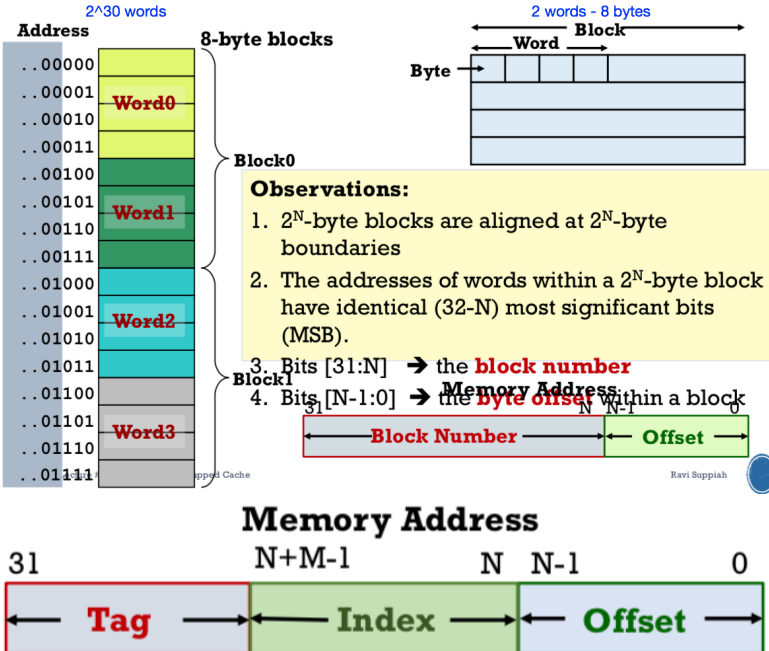 2^30 words
2 words - 8 bytes
Address
8-byte blocks
Block
Word
Byte
..00000
..00001
Word0
..00010
..00011
Block0
..00100
..00101
Word1
..00110
..00111
..01000
..01001
Word2
..01010
..01011
Block1
..01100
..01101
Word3
..01110
..01111
Observations:
1. 2ᴺ-byte blocks are aligned at 2ᴺ-byte
boundaries
2. The addresses of words within a 2ᴺ-byte block
have identical (32-N) most significant bits
(MSB).
3. Bits [31:N] ➔ the block number
4. Bits [N-1:0] ➔ the byte offset within a block
Memory Address
31 N N-1 0
Block Number Offset
Cache
Ravi Suppiah
Memory Address
31 N+M-1 N N-1 0
Tag Index Offset